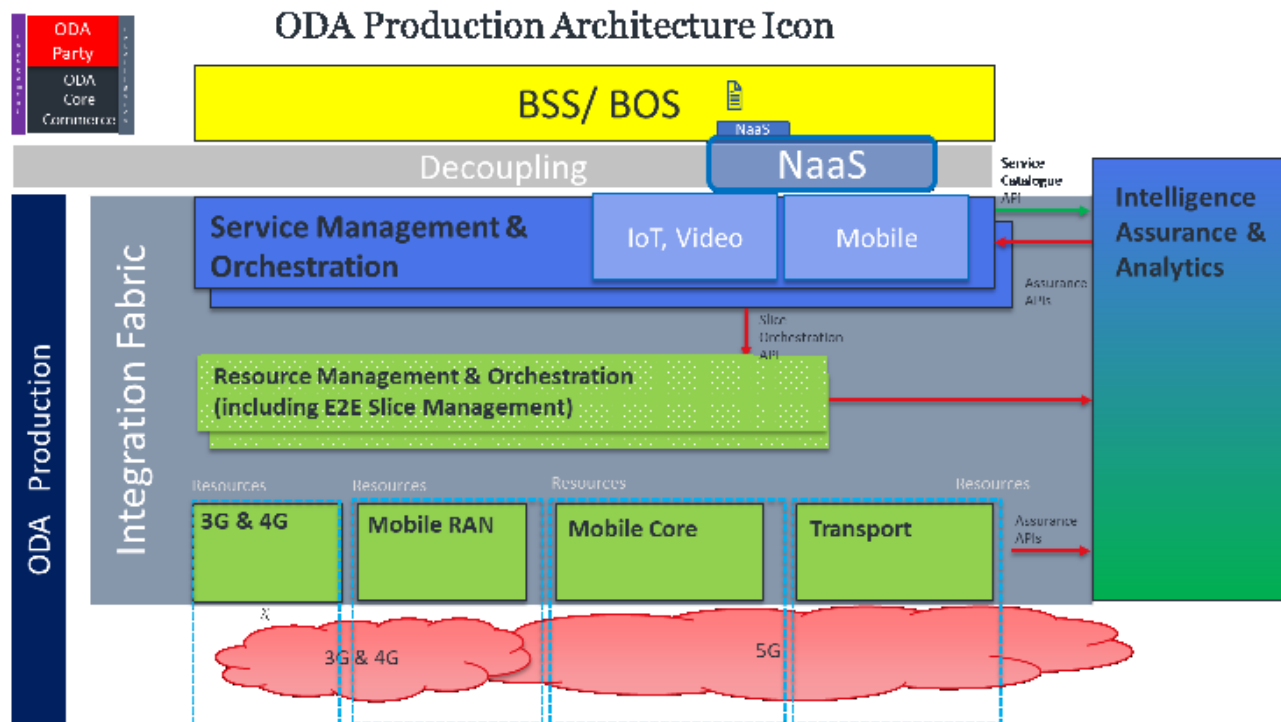 ODA Production Architecture Icon
ODA
Party
ODA
Core
Commerce
BSS/ BOS
NaaS
Decoupling
NaaS
Service
Catalogue
API
Intelligence
Assurance &
Analytics
Service Management &
Orchestration
IoT, Video
Mobile
Assurance
APIs
Integration Fabric
ODA Production
Slice
Orchestration
API
Resource Management & Orchestration
(including E2E Slice Management)
Resources
Resources
Resources
Resources
3G & 4G
Mobile RAN
Mobile Core
Transport
Assurance
APIs
X
3G & 4G
5G